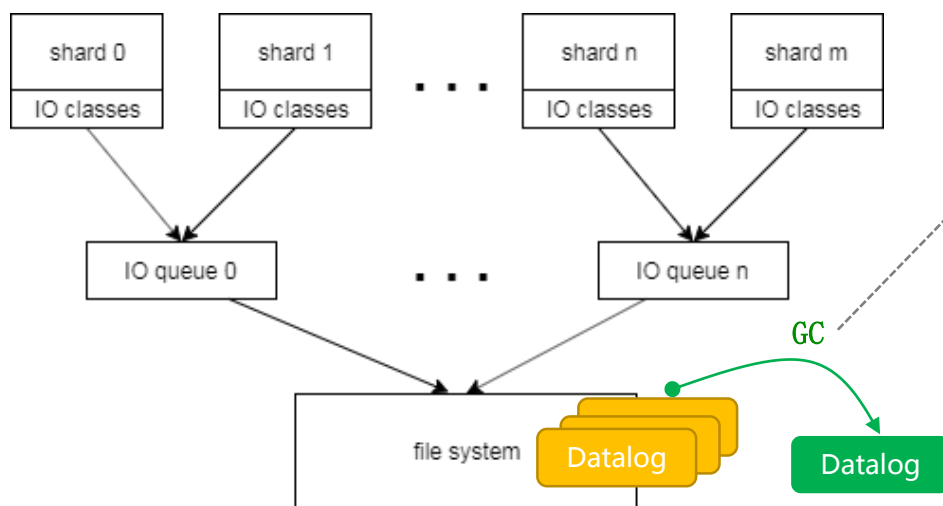 shard 0
shard 1
shard n
shard m
IO classes
IO classes
IO classes
IO classes
. . .
IO queue 0
. . .
IO queue n
GC
file system
Datalog
Datalog